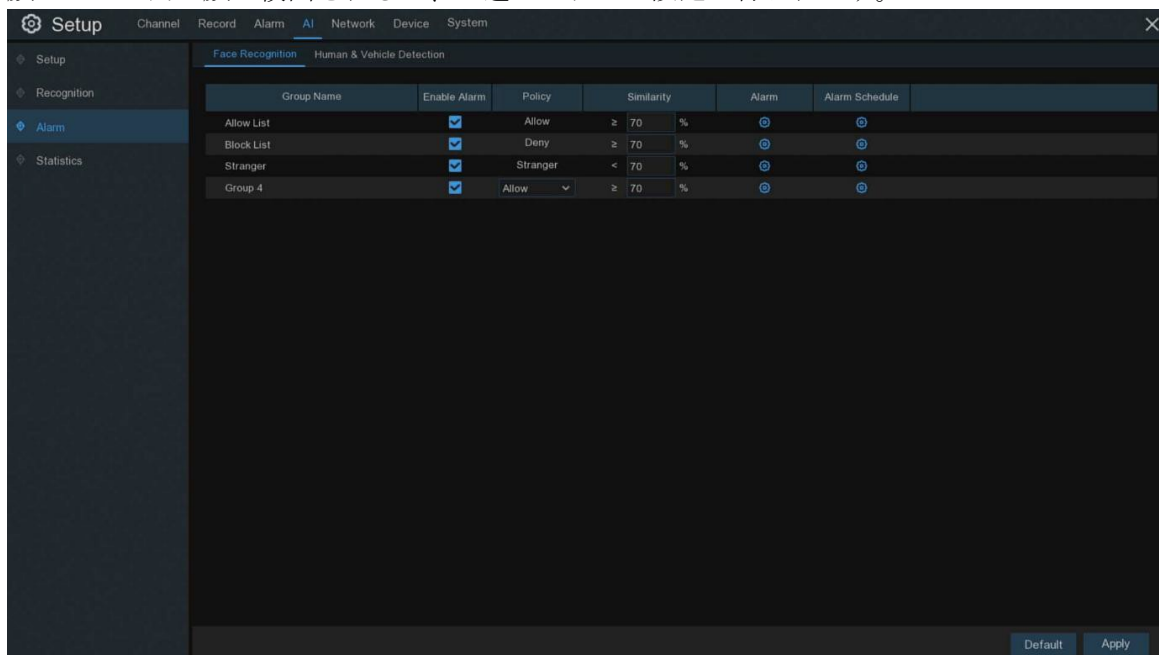 Setup Channel Record Alarm AI Network Device System
Setup
Recognition
Alarm
Statistics
Face Recognition Human & Vehicle Detection
Group Name Enable Alarm Policy Similarity Alarm Alarm Schedule
Allow List Allow ≥ 70 %
Block List Deny ≥ 70 %
Stranger Stranger < 70 %
Group 4 Allow ≥ 70 %
Default Apply